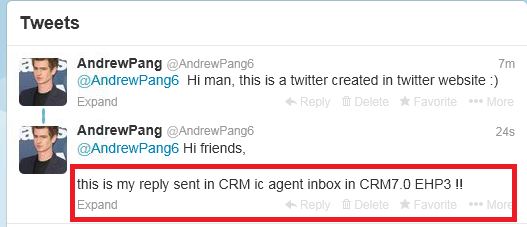 Tweets
AndrewPang @AndrewPang6 7m
@AndrewPang6 Hi man, this is a twitter created in twitter website :)
Expand Reply Delete Favorite More
AndrewPang @AndrewPang6 24s
@AndrewPang6 Hi friends,
this is my reply sent in CRM ic agent inbox in CRM7.0 EHP3 !!
Expand Reply Delete Favorite More